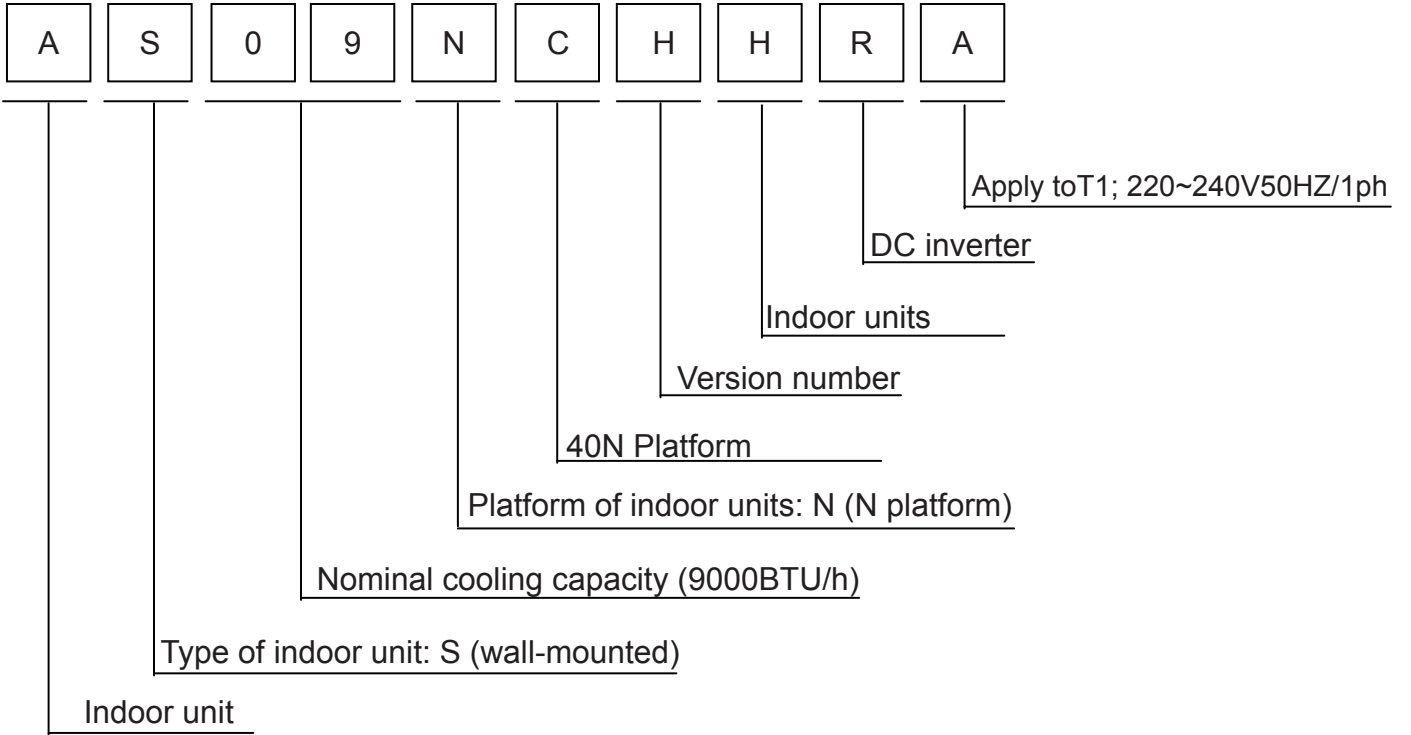 A S 0 9 N C H H R A
Apply toT1; 220~240V50HZ/1ph
DC inverter
Indoor units
Version number
40N Platform
Platform of indoor units: N (N platform)
Nominal cooling capacity (9000BTU/h)
Type of indoor unit: S (wall-mounted)
Indoor unit